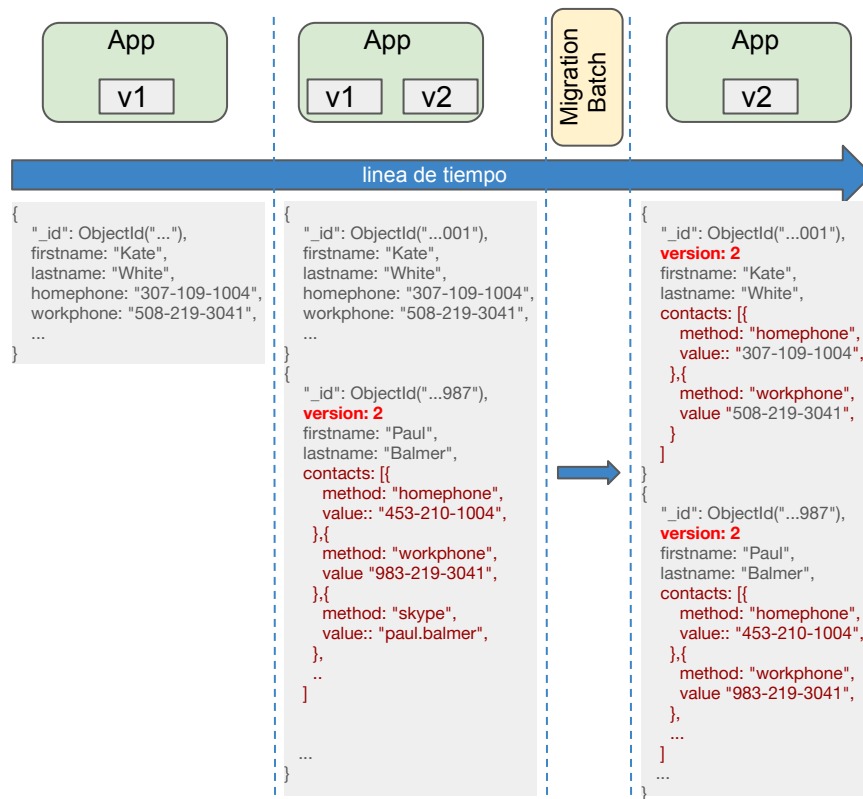 App
v1
App
v1
v2
Migration
Batch
App
v2
linea de tiempo
{
"_id": ObjectId("..."),
firstname: "Kate",
lastname: "White",
homephone: "307-109-1004",
workphone: "508-219-3041",
...
}
{
"_id": ObjectId("...001"),
firstname: "Kate",
lastname: "White",
homephone: "307-109-1004",
workphone: "508-219-3041",
...
}
{
"_id": ObjectId("...987"),
version: 2
firstname: "Paul",
lastname: "Balmer",
contacts: [{
method: "homephone",
value:: "453-210-1004",
},{
method: "workphone",
value "983-219-3041",
},{
method: "skype",
value:: "paul.balmer",
},
..
]
...
}
{
"_id": ObjectId("...001"),
version: 2
firstname: "Kate",
lastname: "White",
contacts: [{
method: "homephone",
value:: "307-109-1004",
},{
method: "workphone",
value "508-219-3041",
}
]
}
{
"_id": ObjectId("...987"),
version: 2
firstname: "Paul",
lastname: "Balmer",
contacts: [{
method: "homephone",
value:: "453-210-1004",
},{
method: "workphone",
value "983-219-3041",
},
...
]
...
}